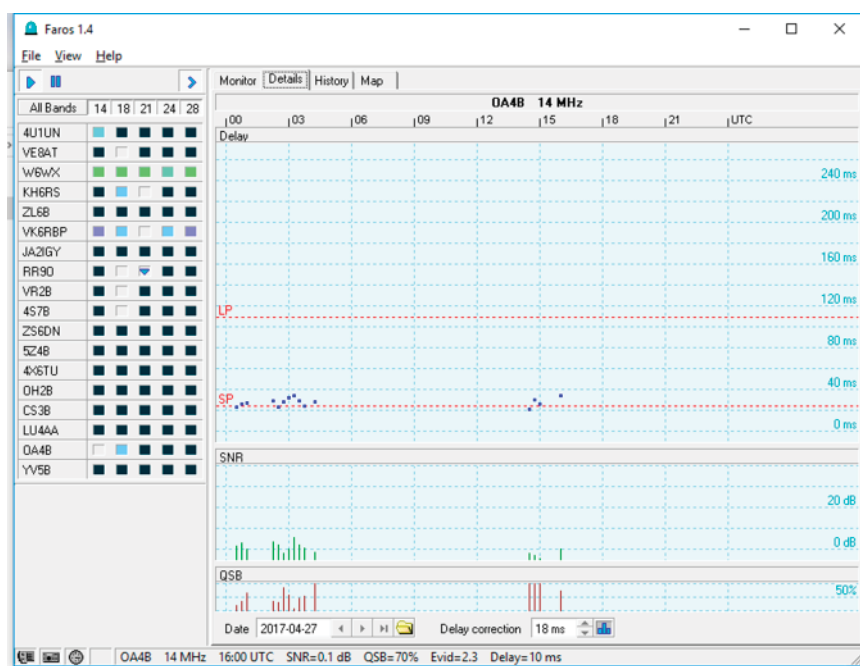 Faros 1.4
File View Help
Monitor Details History Map
All Bands 14 18 21 24 28
OA4B 14 MHz
00 03 06 09 12 15 18 21 UTC
Delay
4U1UN
VE8AT
W6WX
KH6RS
ZL6B
VK6RBP
JA2IGY
RR9O
VR2B
4S7B
ZS6DN
5Z4B
4X6TU
OH2B
CS3B
LU4AA
OA4B
YV5B
240 ms
200 ms
160 ms
120 ms
LP
80 ms
40 ms
SP
0 ms
SNR
20 dB
0 dB
QSB
50%
Date 2017-04-27 Delay correction 18 ms
OA4B 14 MHz 16:00 UTC SNR=0.1 dB QSB=70% Evid=2.3 Delay=10 ms